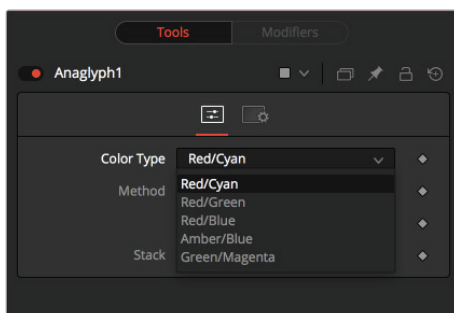 Tools Modifiers
Anaglyph1
Color Type Red/Cyan
Method Red/Cyan
Red/Green
Red/Blue
Amber/Blue
Stack Green/Magenta